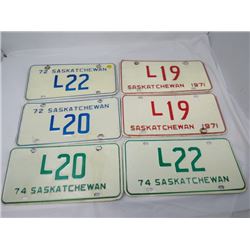 72 SASKATCHEWAN
L22
L19
SASKATCHEWAN 1971
72 SASKATCHEWAN
L20
L19
SASKATCHEWAN 1971
L20
74 SASKATCHEWAN
L22
74 SASKATCHEWAN